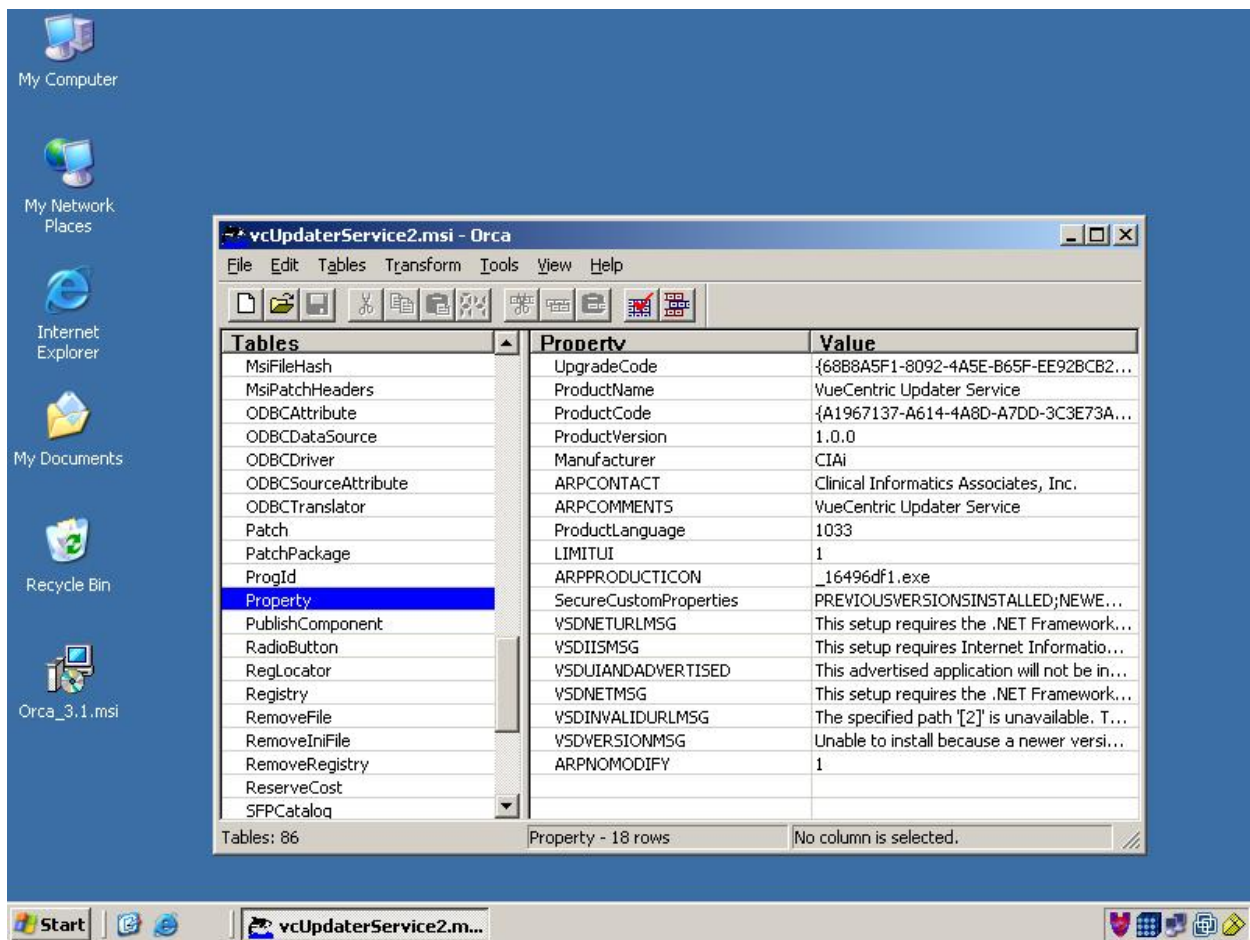 My Computer
My Network
Places
Internet
Explorer
My Documents
Recycle Bin
Orca_3.1.msi
vcUpdaterService2.msi - Orca
File Edit Tables Transform Tools View Help
Tables Property Value
MsiFileHash UpgradeCode {68B8A5F1-8092-4A5E-B65F-EE92BCB2...
MsiPatchHeaders ProductName VueCentric Updater Service
ODBCAttribute ProductCode {A1967137-A614-4A8D-A7DD-3C3E73A...
ODBCDataSource ProductVersion 1.0.0
ODBCDriver Manufacturer CIAi
ODBCSourceAttribute ARPCONTACT Clinical Informatics Associates, Inc.
ODBCTranslator ARPCOMMENTS VueCentric Updater Service
Patch ProductLanguage 1033
PatchPackage LIMITUI 1
ProgId ARPPRODUCTICON _16496df1.exe
Property SecureCustomProperties PREVIOUSVERSIONSINSTALLED;NEWE...
PublishComponent VSDNETURLMSG This setup requires the .NET Framework...
RadioButton VSDIISMSG This setup requires Internet Informatio...
RegLocator VSDUIANDADVERTISED This advertised application will not be in...
Registry VSDNETMSG This setup requires the .NET Framework...
RemoveFile VSDINVALIDURLMSG The specified path '[2]' is unavailable. T...
RemoveIniFile VSDVERSIONMSG Unable to install because a newer versi...
RemoveRegistry ARPNOMODIFY 1
ReserveCost
SFPCatalog
Tables: 86 Property - 18 rows No column is selected.
Start vcUpdaterService2.m...